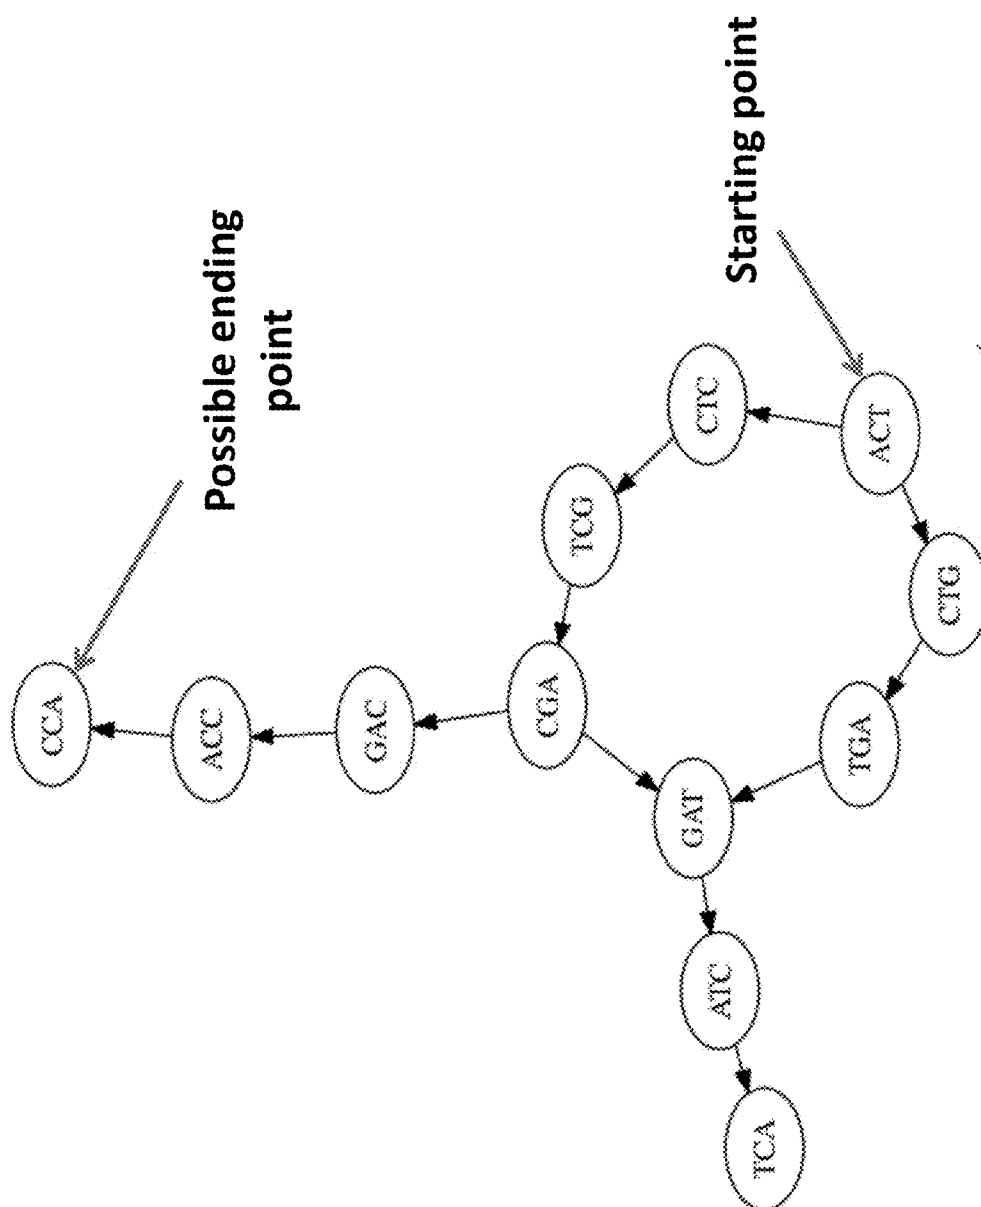 Possible ending
point
Starting point
CCA
ACC
GAC
CGA
TCG
CTC
ACT
CTG
TGA
GAT
ATC
TCA